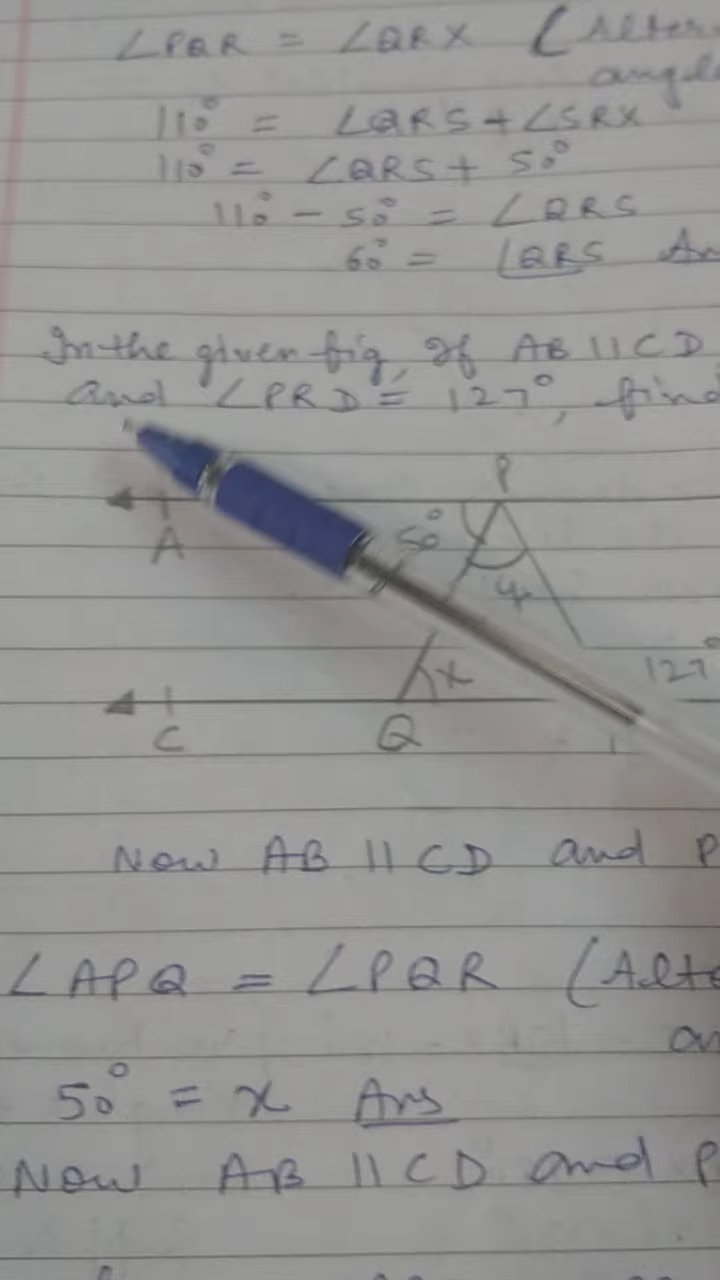 ∠PQR = ∠QRX (Alter
angle
110° = ∠QRS + ∠SRX
110° = ∠QRS + 50°
110° - 50° = ∠QRS
60° = ∠QRS An
In the given fig, If AB || CD
and ∠PRD = 127°, find
P
A
50°
y
x
127°
C
Q
Now AB || CD and P
∠APQ = ∠PQR (Alte
an
50° = x Ans
Now AB || CD and P